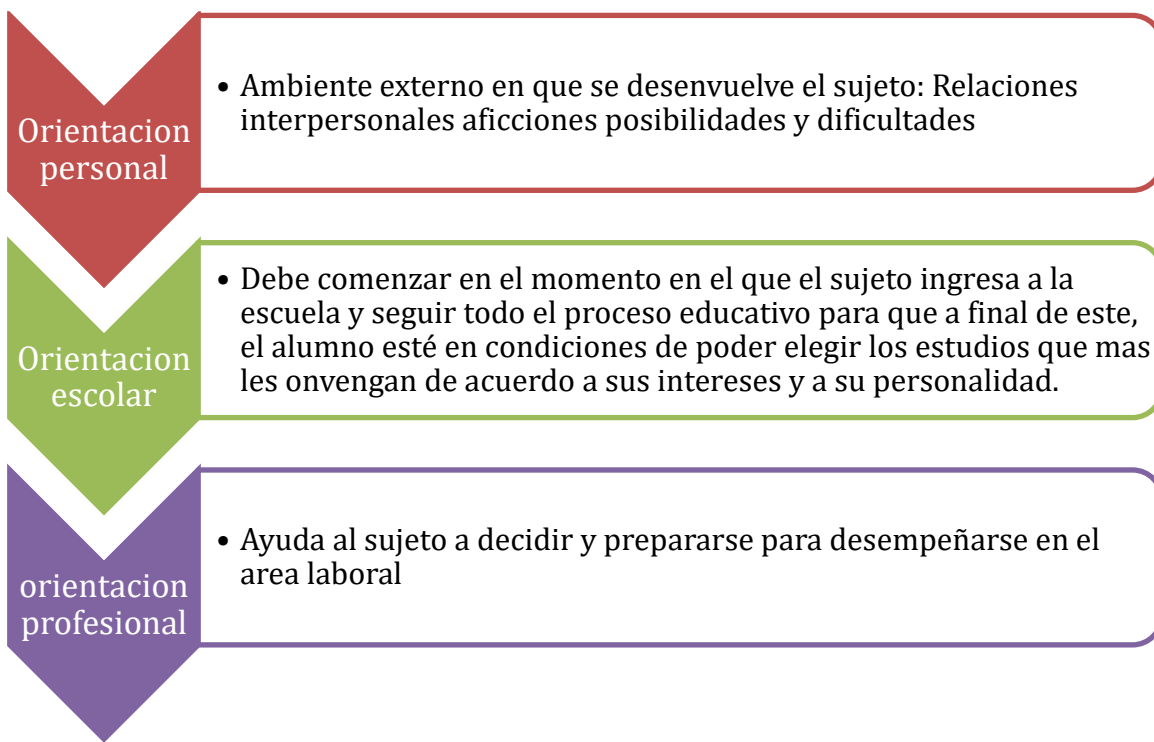 Orientacion
personal
• Ambiente externo en que se desenvuelve el sujeto: Relaciones
interpersonales aficciones posibilidades y dificultades
Orientacion
escolar
• Debe comenzar en el momento en el que el sujeto ingresa a la
escuela y seguir todo el proceso educativo para que a final de este,
el alumno esté en condiciones de poder elegir los estudios que mas
les onvengan de acuerdo a sus intereses y a su personalidad.
orientacion
profesional
• Ayuda al sujeto a decidir y prepararse para desempeñarse en el
area laboral